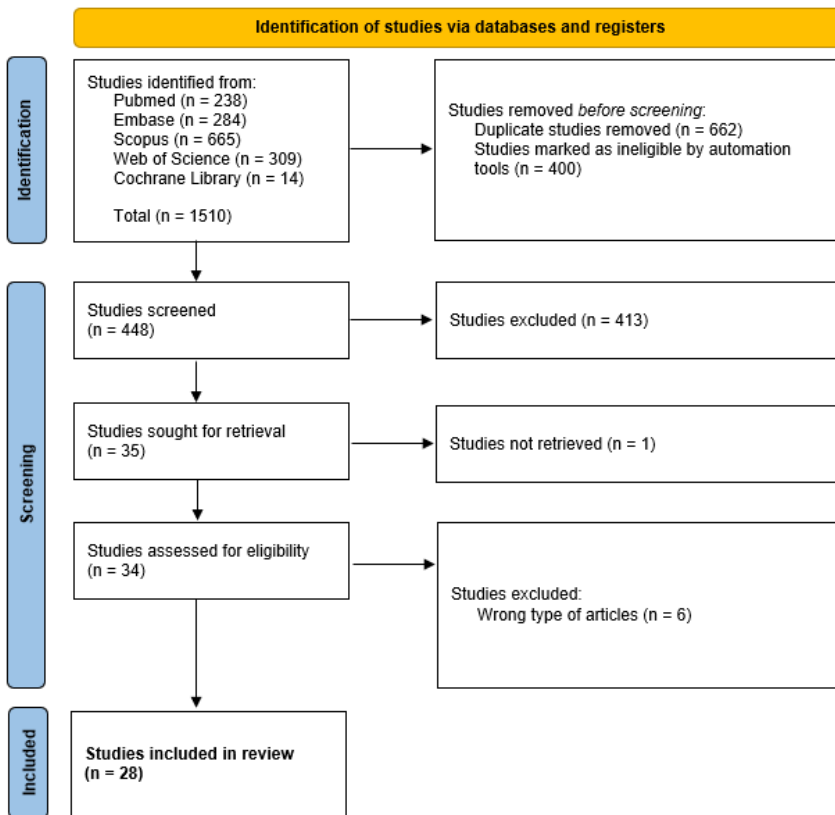 Identification of studies via databases and registers
Identification
Studies identified from:
Pubmed (n = 238)
Embase (n = 284)
Scopus (n = 665)
Web of Science (n = 309)
Cochrane Library (n = 14)
Total (n = 1510)
Studies removed before screening:
Duplicate studies removed (n = 662)
Studies marked as ineligible by automation
tools (n = 400)
Screening
Studies screened
(n = 448)
Studies excluded (n = 413)
Studies sought for retrieval
(n = 35)
Studies not retrieved (n = 1)
Studies assessed for eligibility
(n = 34)
Studies excluded:
Wrong type of articles (n = 6)
Included
Studies included in review
(n = 28)